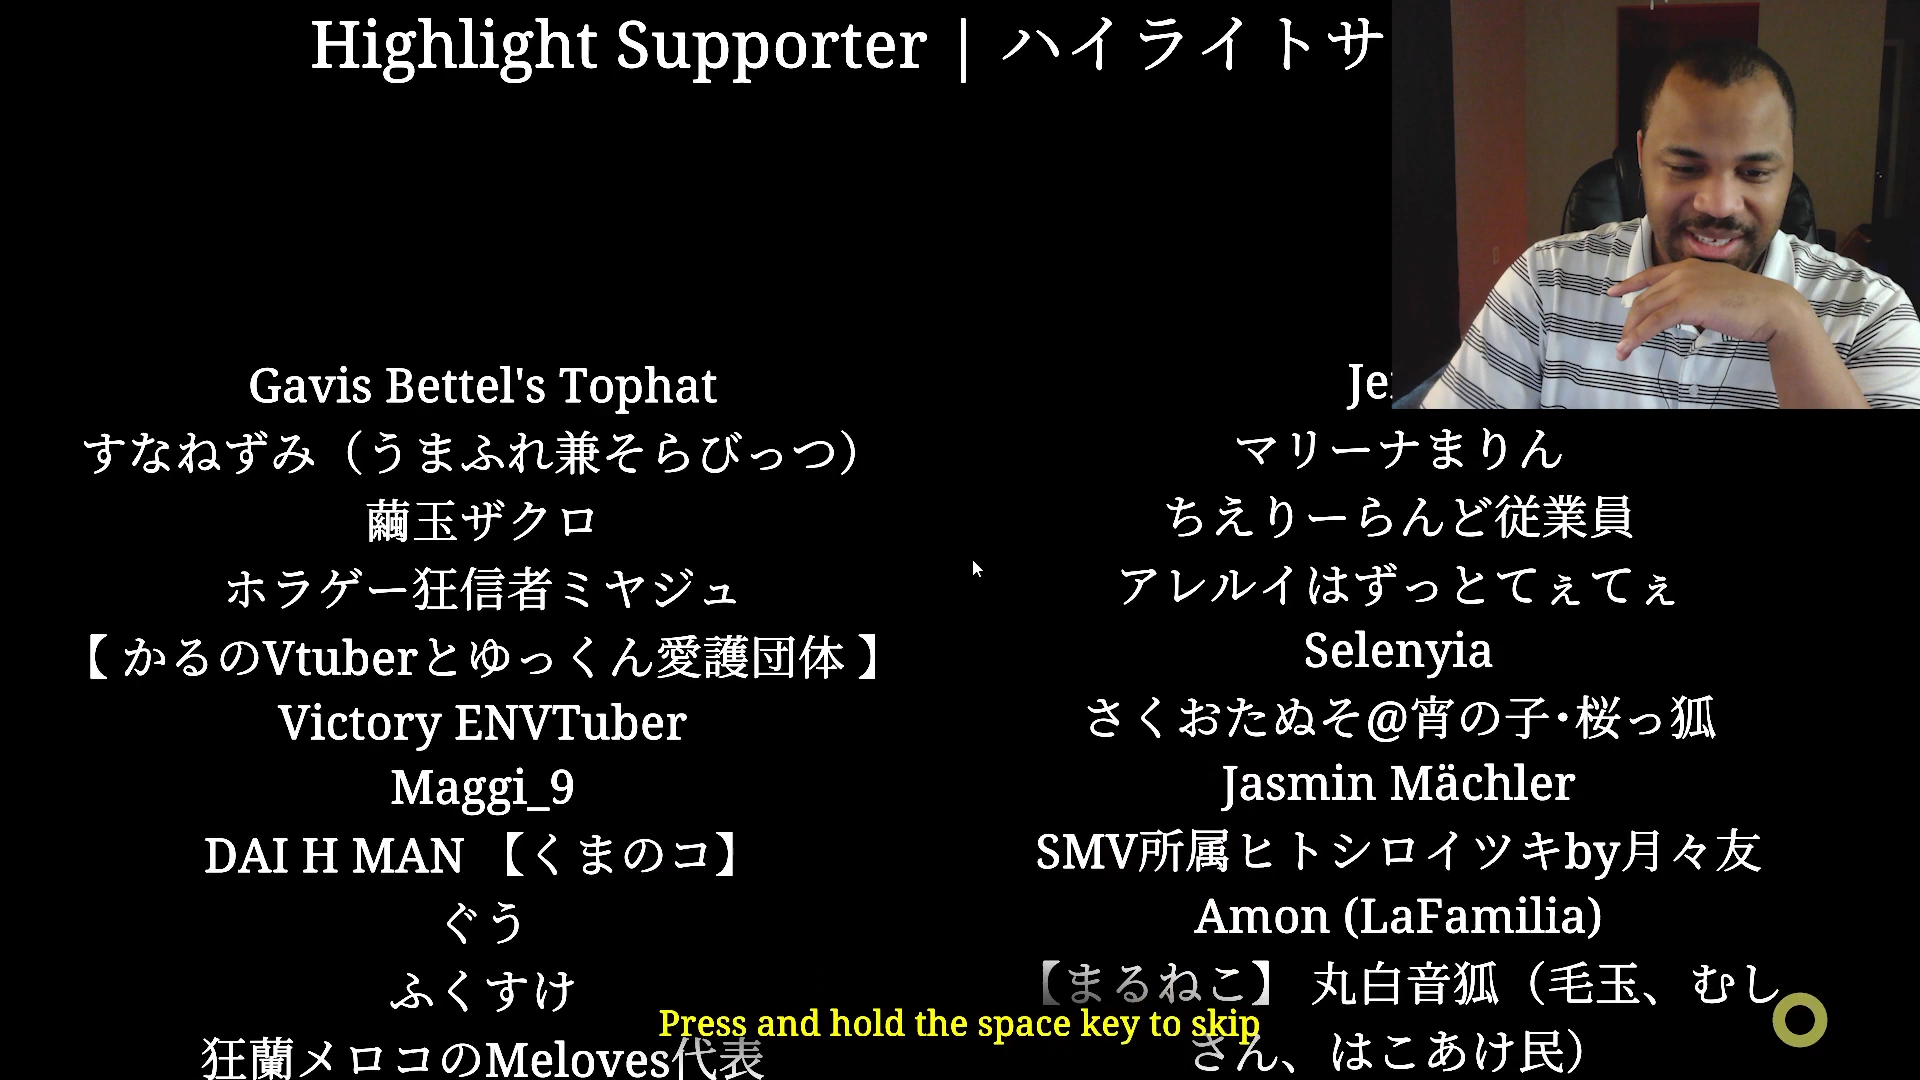 Highlight Supporter | ハイライトサ
Gavis Bettel's Tophat
すなねずみ（うまふれ兼そらびっつ）
繭玉ザクロ
ホラゲー狂信者ミヤジュ
【 かるのVtuberとゆっくん愛護団体 】
Victory ENVTuber
Maggi_9
DAI H MAN 【くまのコ】
ぐう
ふくすけ
狂蘭メロコのMeloves代表
マリーナまりん
ちえりーらんど従業員
アレルイはずっとてぇてぇ
Selenyia
さくおたぬそ@宵の子・桜っ狐
Jasmin Mächler
SMV所属ヒトシロイツキby月々友
Amon (LaFamilia)
【まるねこ】 丸白音狐（毛玉、むし
さん、はこあけ民）
Press and hold the space key to skip